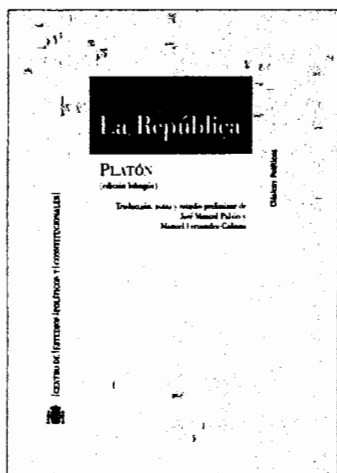 La República
PLATÓN
(edición bilingüe)
Traducción, notas y estudio preliminar de
José Manuel Pabón y
Manuel Fernández-Galiano
Clásicos Políticos
CENTRO DE ESTUDIOS POLÍTICOS Y CONSTITUCIONALES